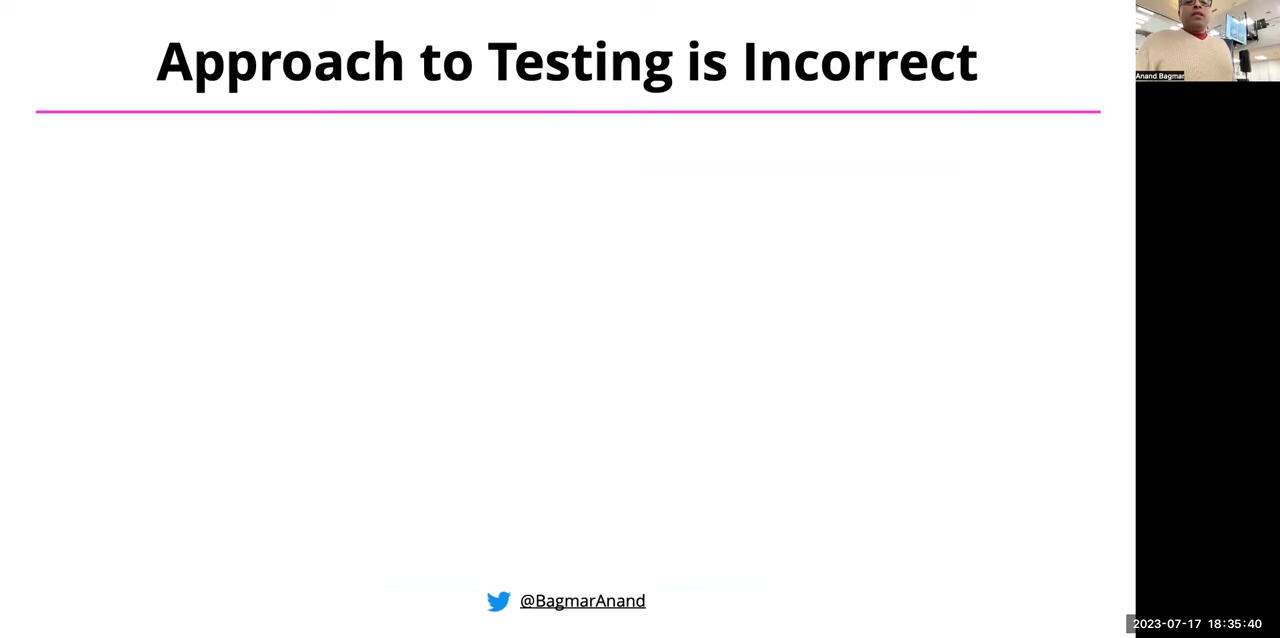 Approach to Testing is Incorrect
Anand Bagmar
@BagmarAnand
2023-07-17 18:35:40